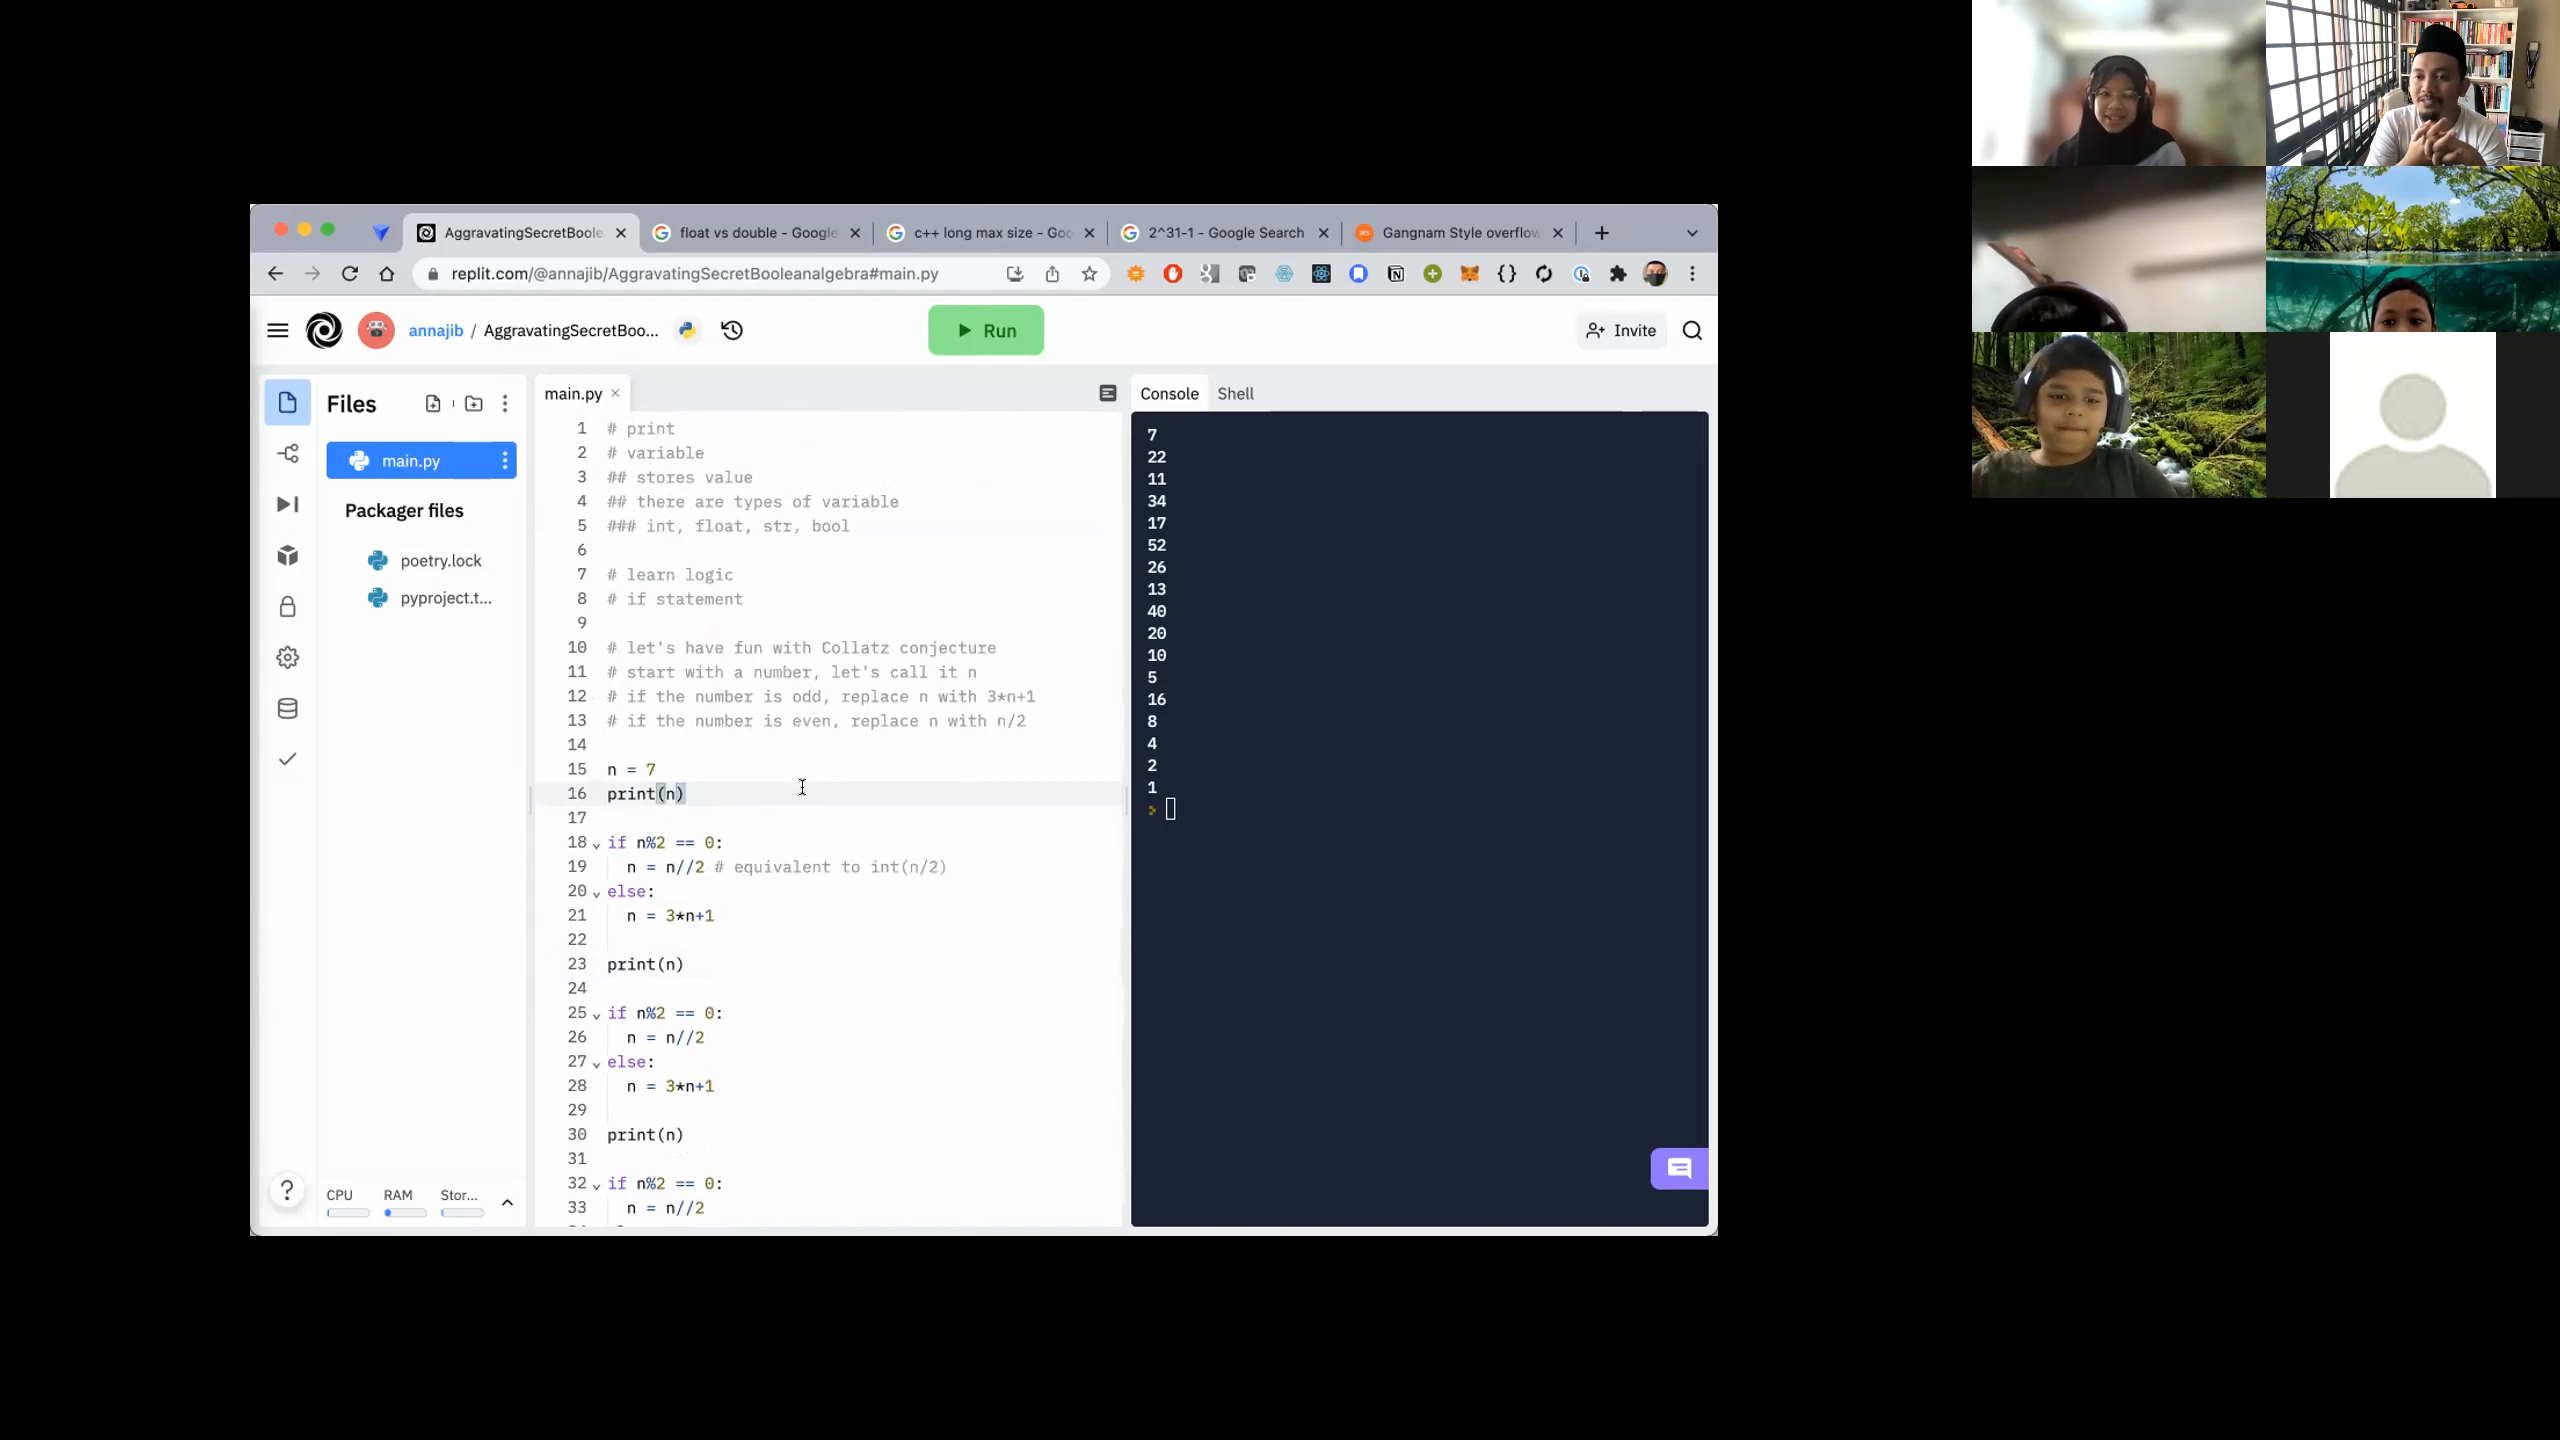 AggravatingSecretBoole
float vs double - Google
c++ long max size - Goo
2^31-1 - Google Search
Gangnam Style overflow
replit.com/@annajib/AggravatingSecretBooleanalgebra#main.py
annajib / AggravatingSecretBoo...
Run
Invite
Files
main.py
Packager files
poetry.lock
pyproject.t...
CPU
RAM
Stor...
?
main.py
1 # print
2 # variable
3 ## stores value
4 ## there are types of variable
5 ### int, float, str, bool
6
7 # learn logic
8 # if statement
9
10 # let's have fun with Collatz conjecture
11 # start with a number, let's call it n
12 # if the number is odd, replace n with 3*n+1
13 # if the number is even, replace n with n/2
14
15 n = 7
16 print(n)
17
18 if n%2 == 0:
19 n = n//2 # equivalent to int(n/2)
20 else:
21 n = 3*n+1
22
23 print(n)
24
25 if n%2 == 0:
26 n = n//2
27 else:
28 n = 3*n+1
29
30 print(n)
31
32 if n%2 == 0:
33 n = n//2
Console
Shell
7
22
11
34
17
52
26
13
40
20
10
5
16
8
4
2
1